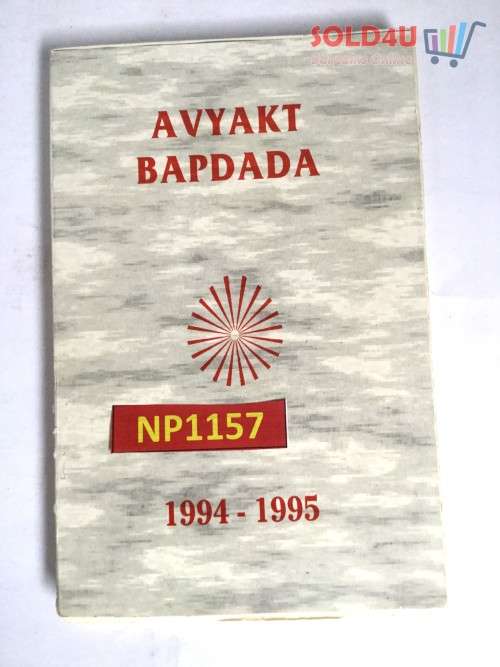 SOLD4U
AVYAKT
BAPDADA
NP1157
1994 - 1995